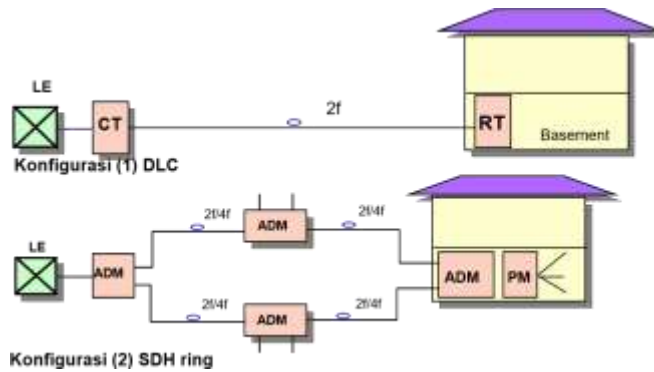 LE
CT
2f
RT
Basement
Konfigurasi (1) DLC
2f/4f
ADM
2f/4f
LE
ADM
ADM
PM
2f/4f
ADM
2f/4f
Konfigurasi (2) SDH ring